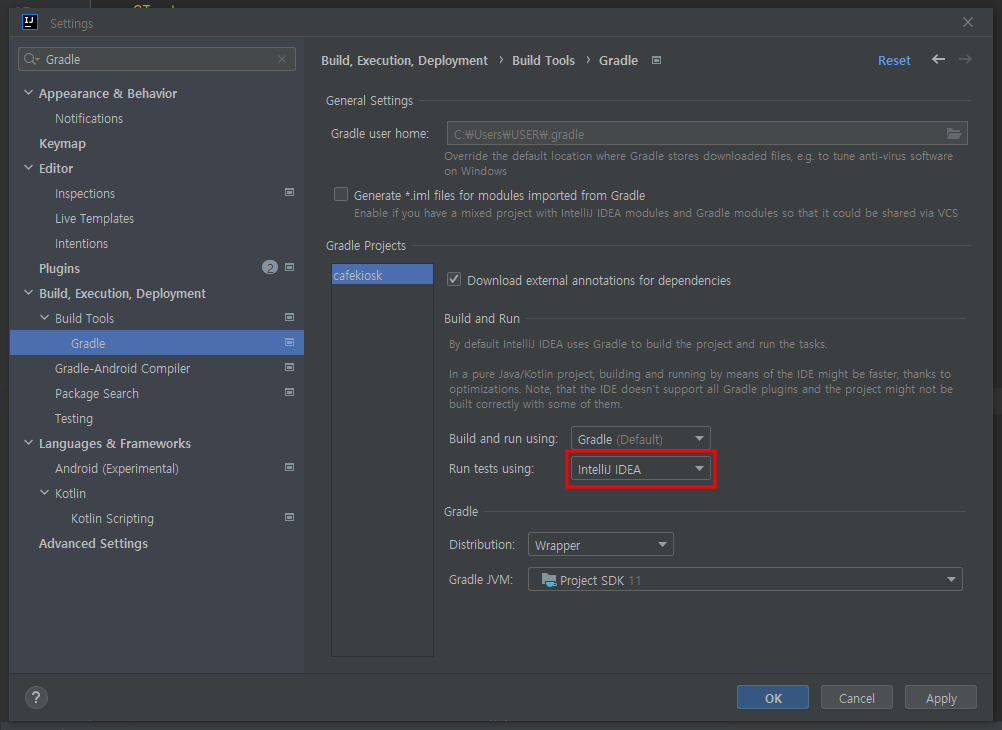 IJ
Settings
Gradle
Appearance & Behavior
Notifications
Keymap
Editor
Inspections
Live Templates
Intentions
Plugins 2
Build, Execution, Deployment
Build Tools
Gradle
Gradle-Android Compiler
Package Search
Testing
Languages & Frameworks
Android (Experimental)
Kotlin
Kotlin Scripting
Advanced Settings
Build, Execution, Deployment › Build Tools › Gradle
Reset
General Settings
Gradle user home: C:₩Users₩USER₩.gradle
Override the default location where Gradle stores downloaded files, e.g. to tune anti-virus software
on Windows
Generate *.iml files for modules imported from Gradle
Enable if you have a mixed project with IntelliJ IDEA modules and Gradle modules so that it could be shared via VCS
Gradle Projects
cafekiosk
Download external annotations for dependencies
Build and Run
By default IntelliJ IDEA uses Gradle to build the project and run the tasks.
In a pure Java/Kotlin project, building and running by means of the IDE might be faster, thanks to
optimizations. Note, that the IDE doesn't support all Gradle plugins and the project might not be
built correctly with some of them.
Build and run using: Gradle (Default)
Run tests using: IntelliJ IDEA
Gradle
Distribution: Wrapper
Gradle JVM: Project SDK 11
?
OK
Cancel
Apply